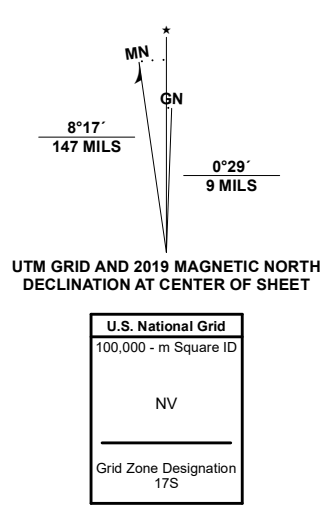 ★
MN
GN
8°17´
147 MILS
0°29´
9 MILS
UTM GRID AND 2019 MAGNETIC NORTH
DECLINATION AT CENTER OF SHEET
U.S. National Grid
100,000 - m Square ID
NV
Grid Zone Designation
17S